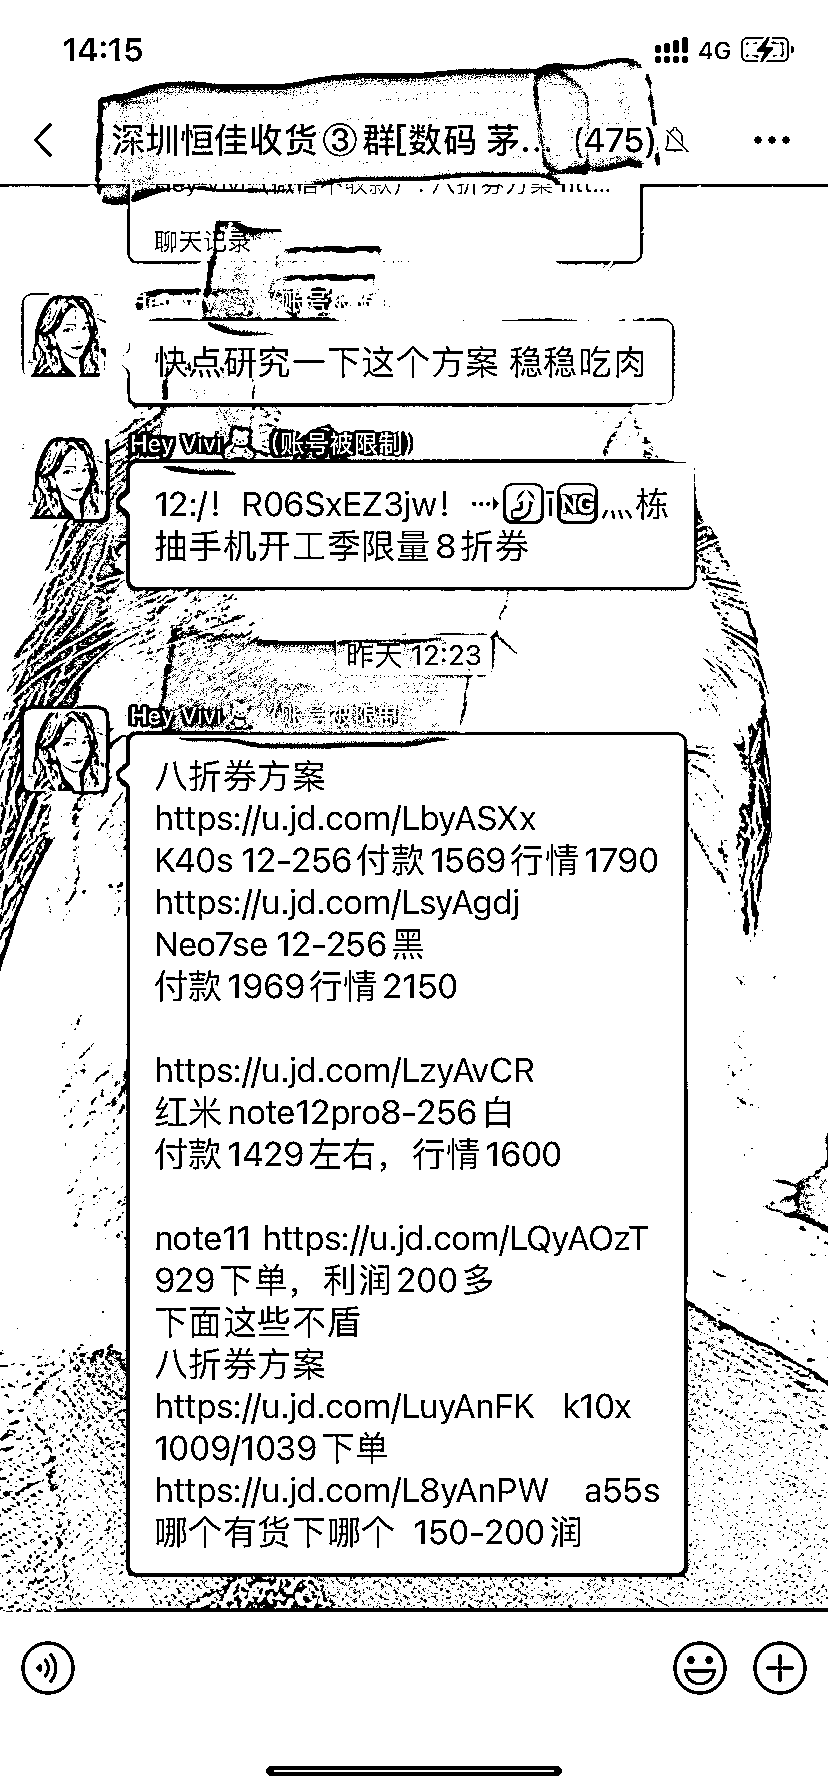 14:15
4G
深圳恒佳收货③群[数码 茅... (475)
聊天记录
快点研究一下这个方案 稳稳吃肉
Hey Vivi (账号被限制)
12:/! R06SxEZ3jw!
栋
抽手机开工季限量8折券
昨天 12:23
Hey Vivi (账号被限制
八折券方案
https://u.jd.com/LbyASXx
K40s 12-256付款1569行情1790
https://u.jd.com/LsyAgdj
Neo7se 12-256黑
付款1969行情2150
https://u.jd.com/LzyAvCR
红米note12pro8-256白
付款1429左右，行情1600
note11 https://u.jd.com/LQyAOzT
929下单，利润200多
下面这些不盾
八折券方案
https://u.jd.com/LuyAnFK k10x
1009/1039下单
https://u.jd.com/L8yAnPW a55s
哪个有货下哪个 150-200润